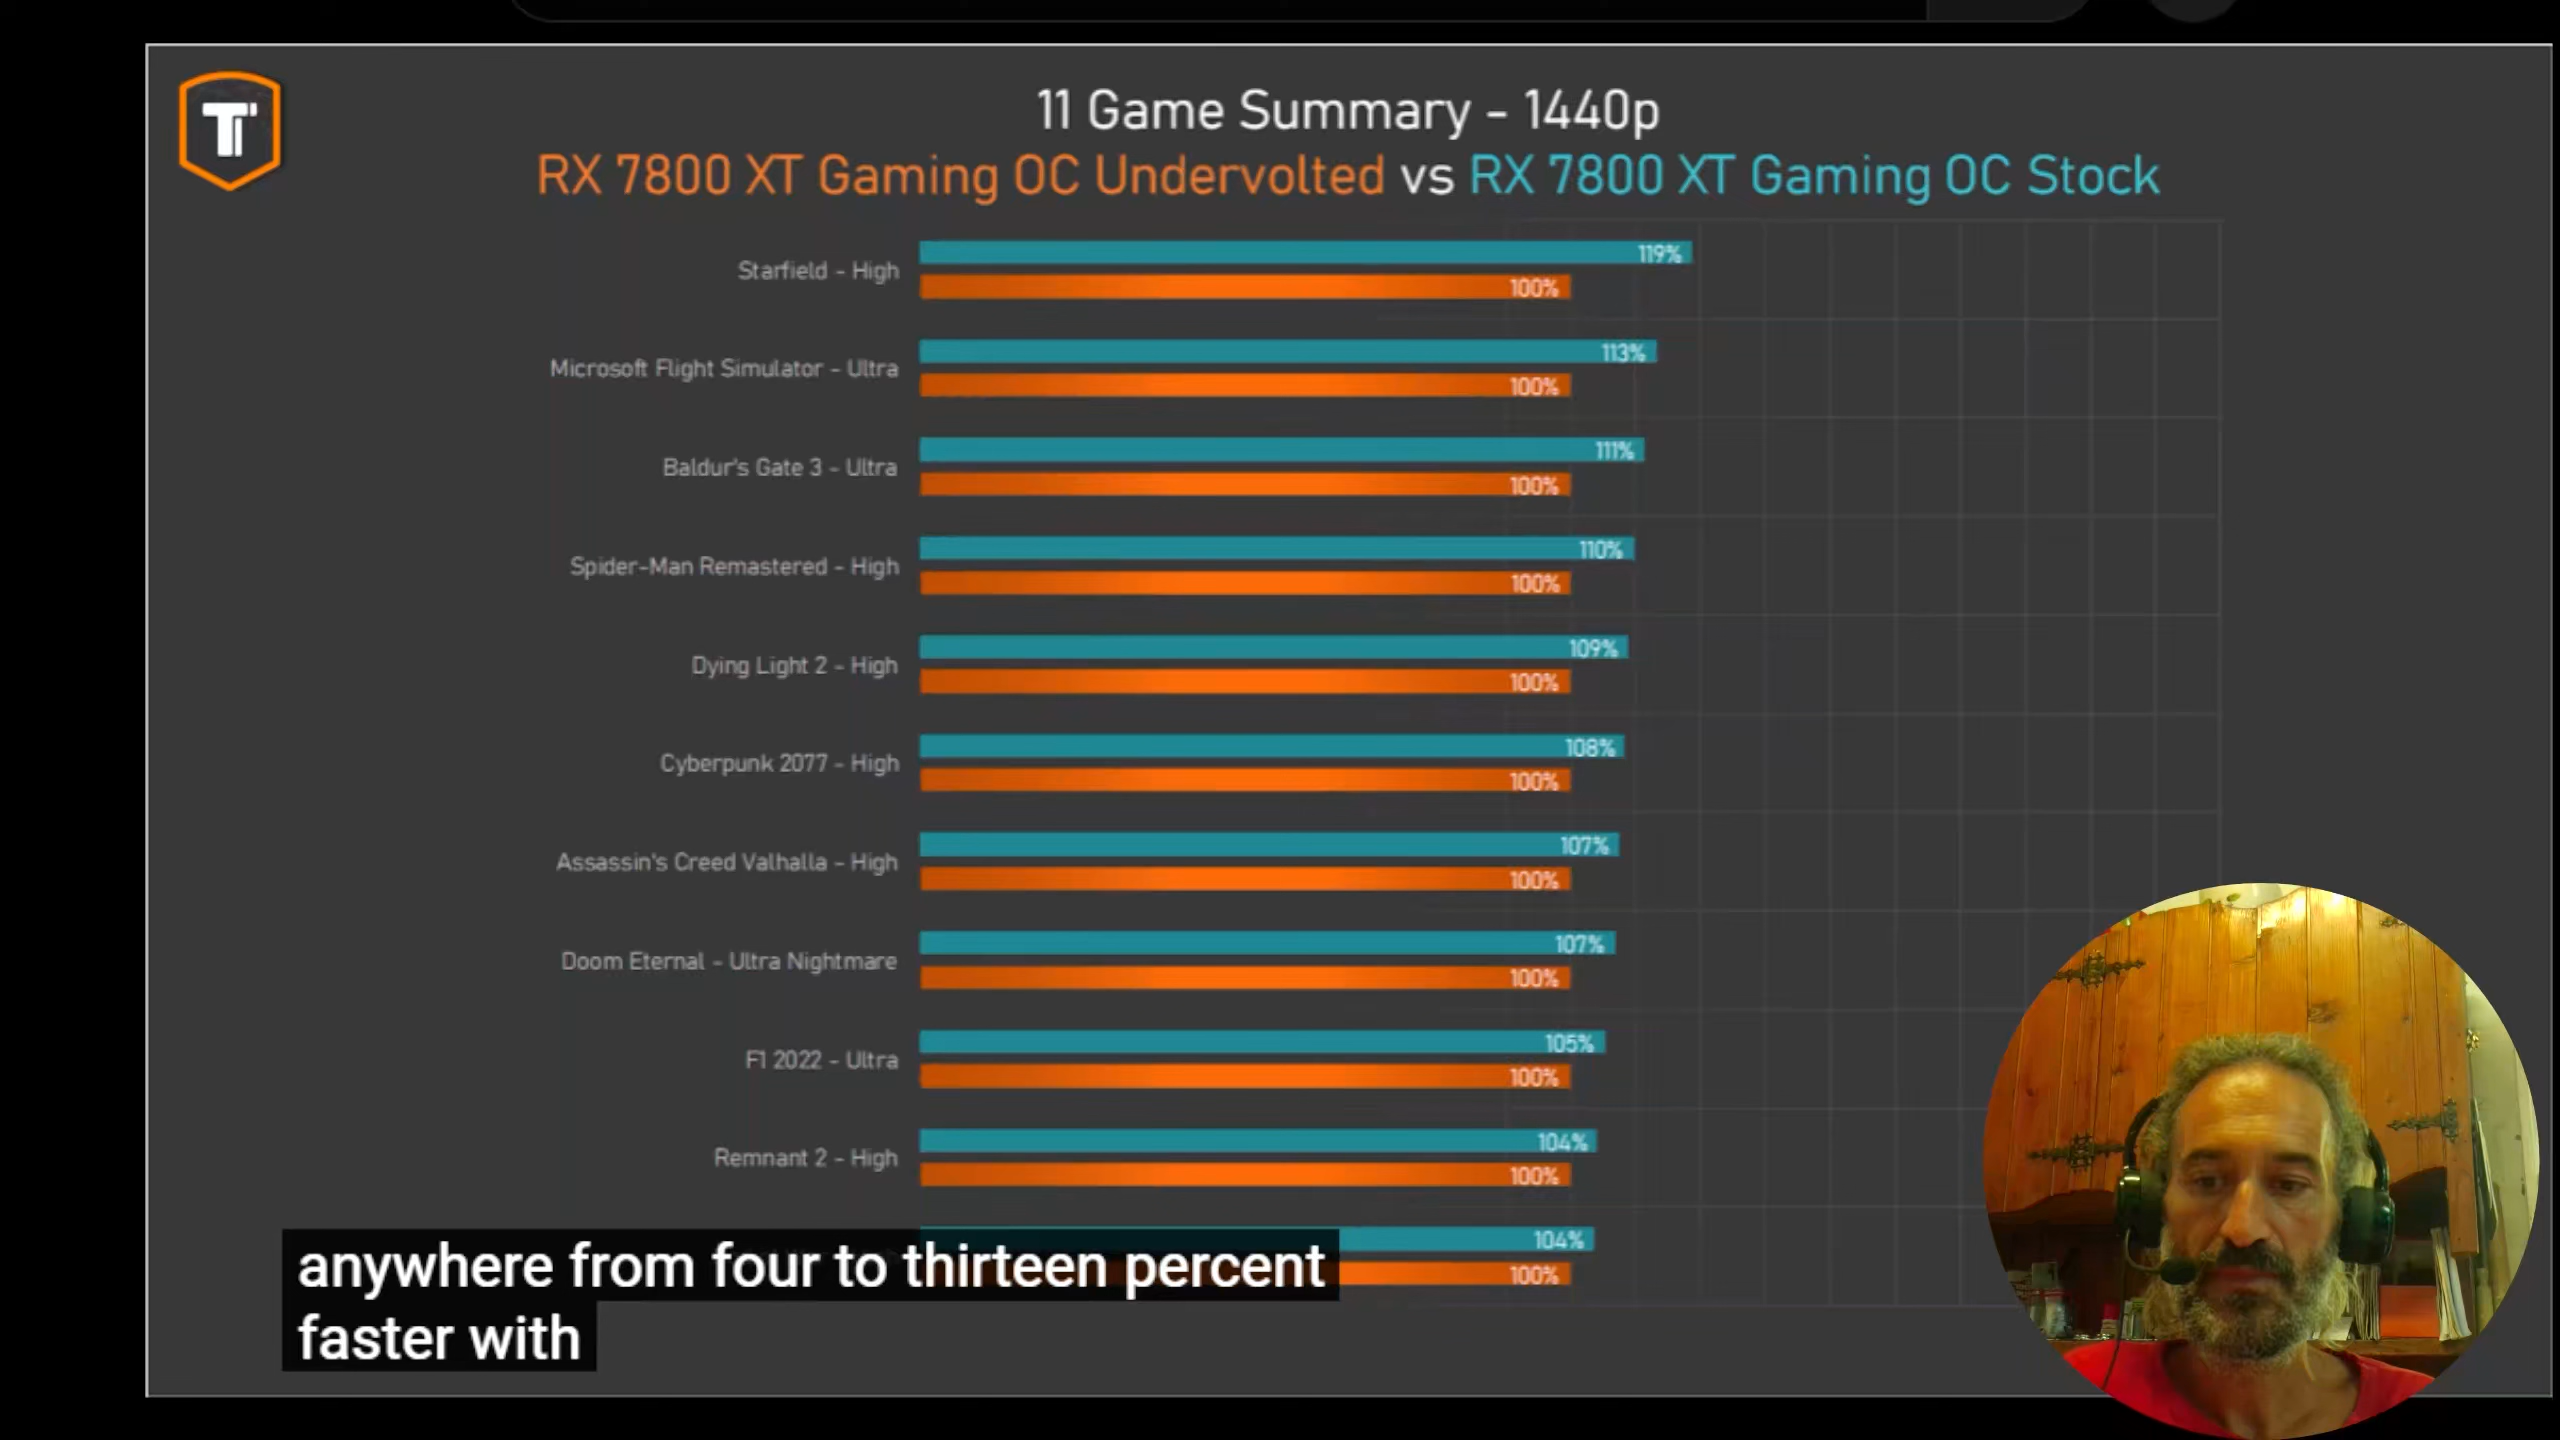 T
11 Game Summary - 1440p
RX 7800 XT Gaming OC Undervolted vs RX 7800 XT Gaming OC Stock
Starfield - High
119%
100%
Microsoft Flight Simulator - Ultra
113%
100%
Baldur's Gate 3 - Ultra
111%
100%
Spider-Man Remastered - High
110%
100%
Dying Light 2 - High
109%
100%
Cyberpunk 2077 - High
108%
100%
Assassin's Creed Valhalla - High
107%
100%
Doom Eternal - Ultra Nightmare
107%
100%
F1 2022 - Ultra
105%
100%
Remnant 2 - High
104%
100%
104%
100%
anywhere from four to thirteen percent
faster with